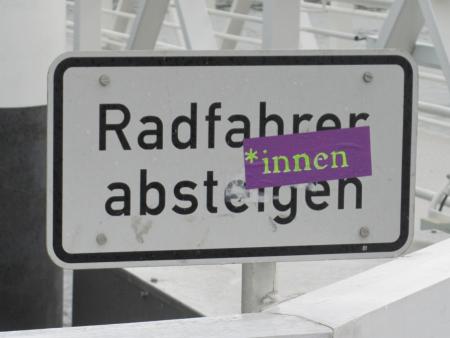 Radfahrer
*innen
absteigen